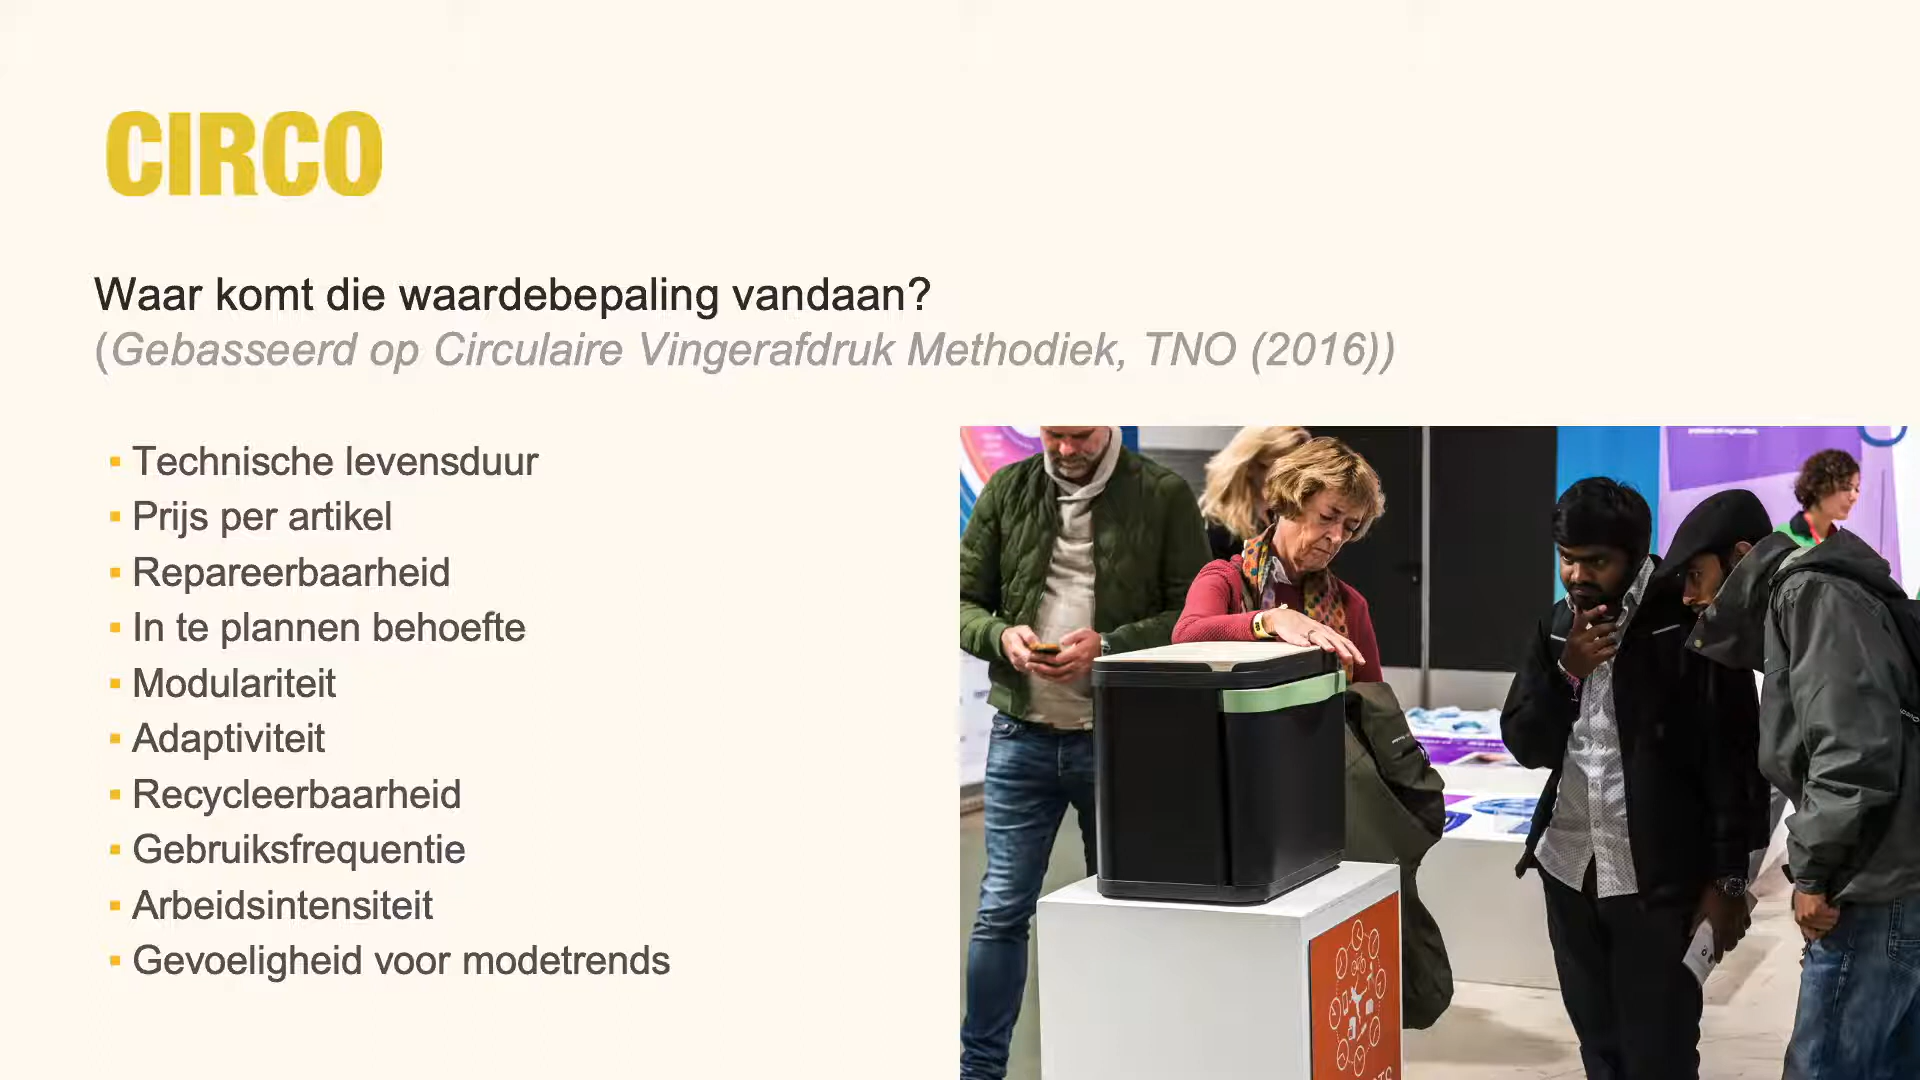 CIRCO
Waar komt die waardebepaling vandaan?
(Gebasseerd op Circulaire Vingerafdruk Methodiek, TNO (2016))
▪ Technische levensduur
▪ Prijs per artikel
▪ Repareerbaarheid
▪ In te plannen behoefte
▪ Modulariteit
▪ Adaptiviteit
▪ Recycleerbaarheid
▪ Gebruiksfrequentie
▪ Arbeidsintensiteit
▪ Gevoeligheid voor modetrends